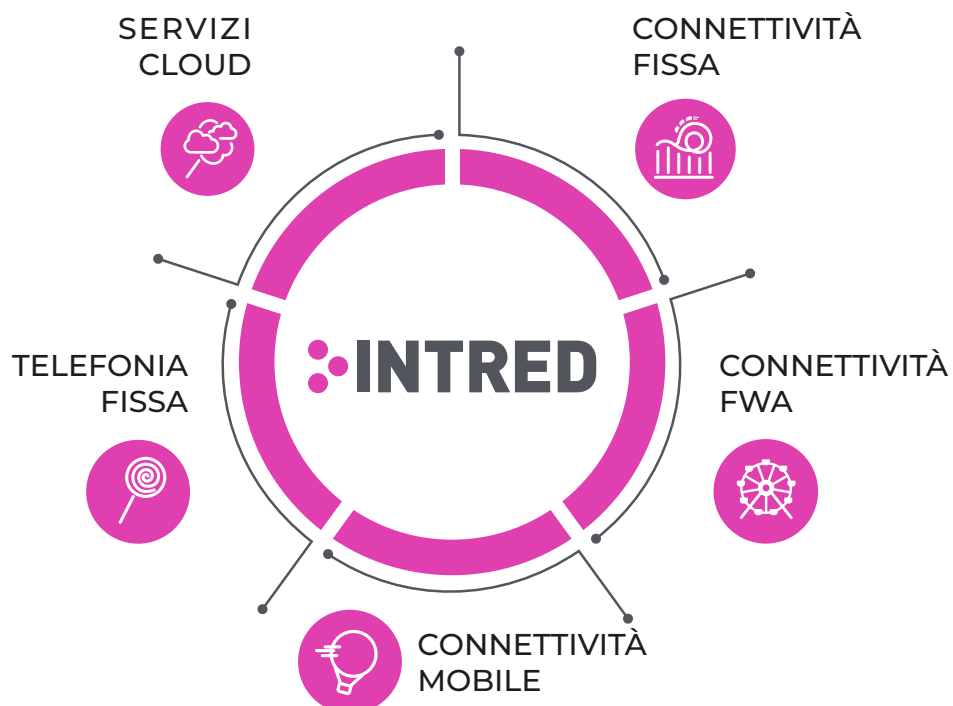 SERVIZI
CLOUD
CONNETTIVITÀ
FISSA
INTRED
TELEFONIA
FISSA
CONNETTIVITÀ
FWA
CONNETTIVITÀ
MOBILE